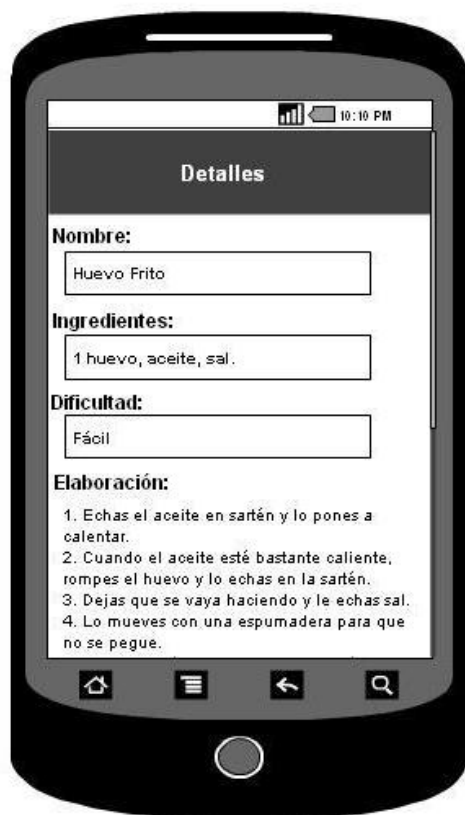 10:10 PM
Detalles
Nombre:
Huevo Frito
Ingredientes:
1 huevo, aceite, sal.
Dificultad:
Fácil
Elaboración:
1. Echas el aceite en sartén y lo pones a
calentar.
2. Cuando el aceite esté bastante caliente,
rompes el huevo y lo echas en la sartén.
3. Dejas que se vaya haciendo y le echas sal.
4. Lo mueves con una espumadera para que
no se pegue.